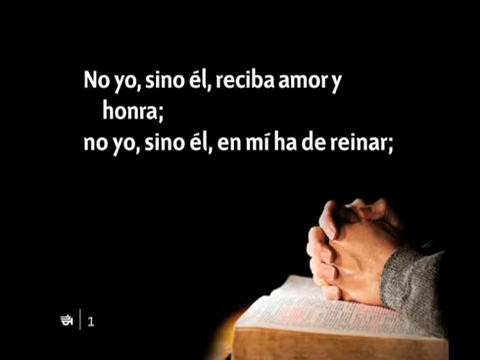 No yo, sino él, reciba amor y
honra;
no yo, sino él, en mí ha de reinar;
1